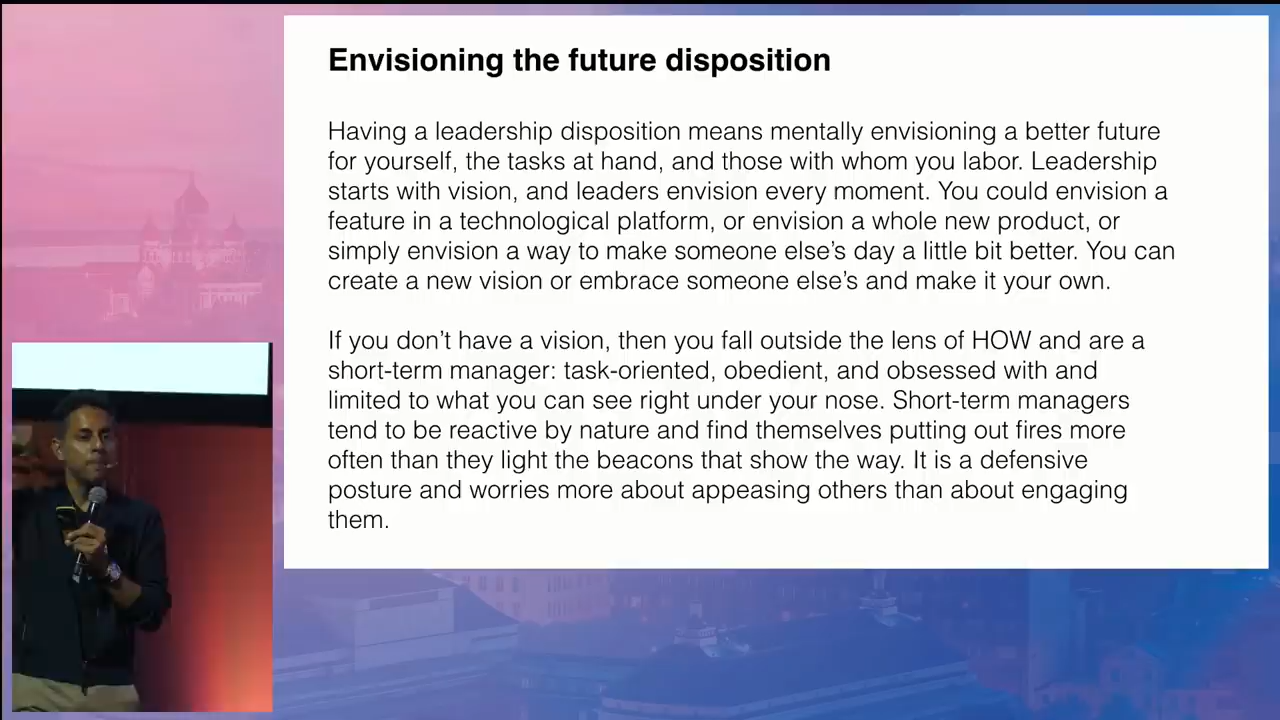 Envisioning the future disposition
Having a leadership disposition means mentally envisioning a better future
for yourself, the tasks at hand, and those with whom you labor. Leadership
starts with vision, and leaders envision every moment. You could envision a
feature in a technological platform, or envision a whole new product, or
simply envision a way to make someone else’s day a little bit better. You can
create a new vision or embrace someone else’s and make it your own.
If you don’t have a vision, then you fall outside the lens of HOW and are a
short-term manager: task-oriented, obedient, and obsessed with and
limited to what you can see right under your nose. Short-term managers
tend to be reactive by nature and find themselves putting out fires more
often than they light the beacons that show the way. It is a defensive
posture and worries more about appeasing others than about engaging
them.